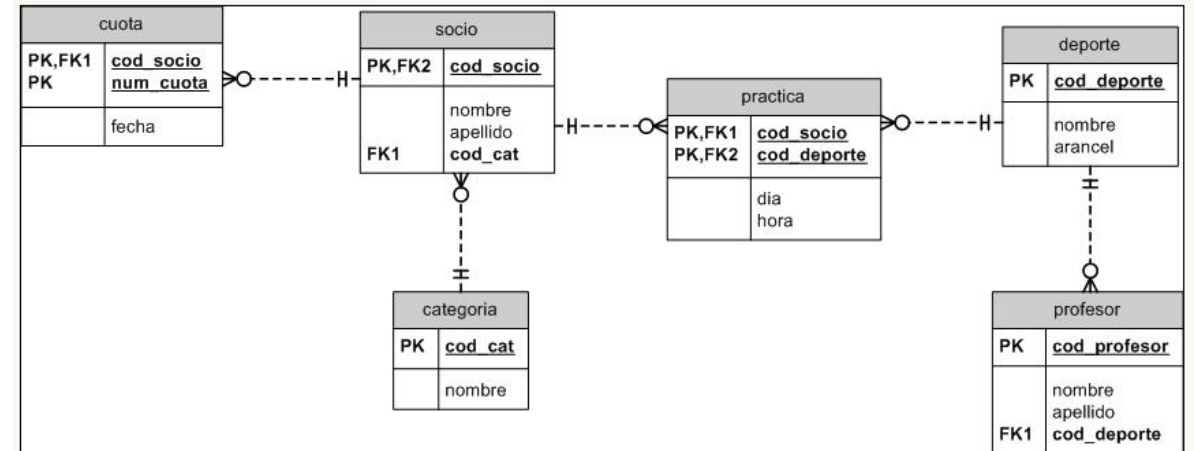 cuota
PK,FK1 cod_socio
PK num_cuota
fecha
socio
PK,FK2 cod_socio
nombre
apellido
FK1 cod_cat
practica
PK,FK1 cod_socio
PK,FK2 cod_deporte
dia
hora
deporte
PK cod_deporte
nombre
arancel
categoria
PK cod_cat
nombre
profesor
PK cod_profesor
nombre
apellido
FK1 cod_deporte